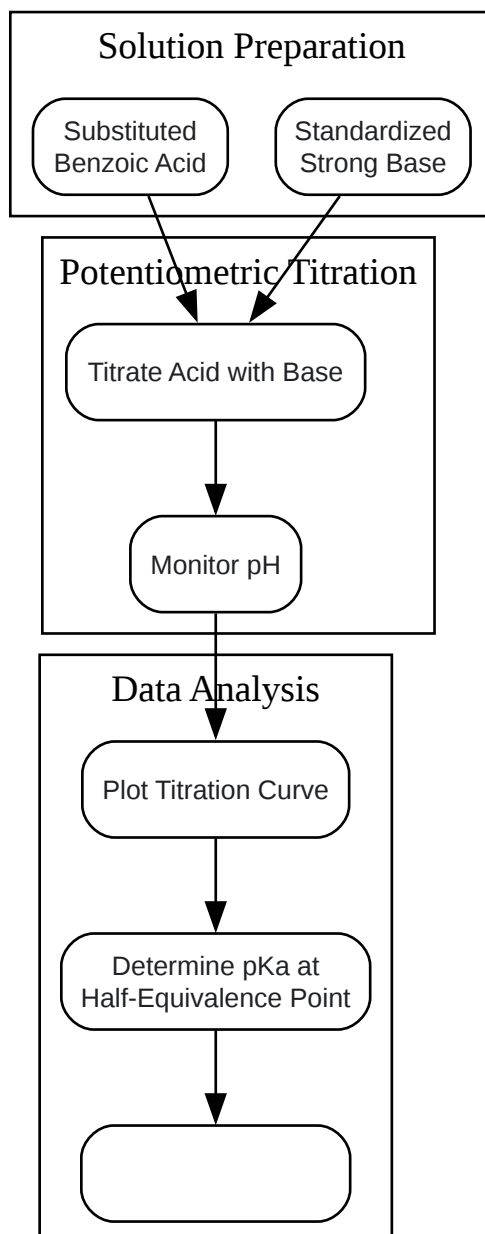 Solution Preparation
Substituted
Benzoic Acid
Standardized
Strong Base
Potentiometric Titration
Titrate Acid with Base
Monitor pH
Data Analysis
Plot Titration Curve
Determine pKa at
Half-Equivalence Point